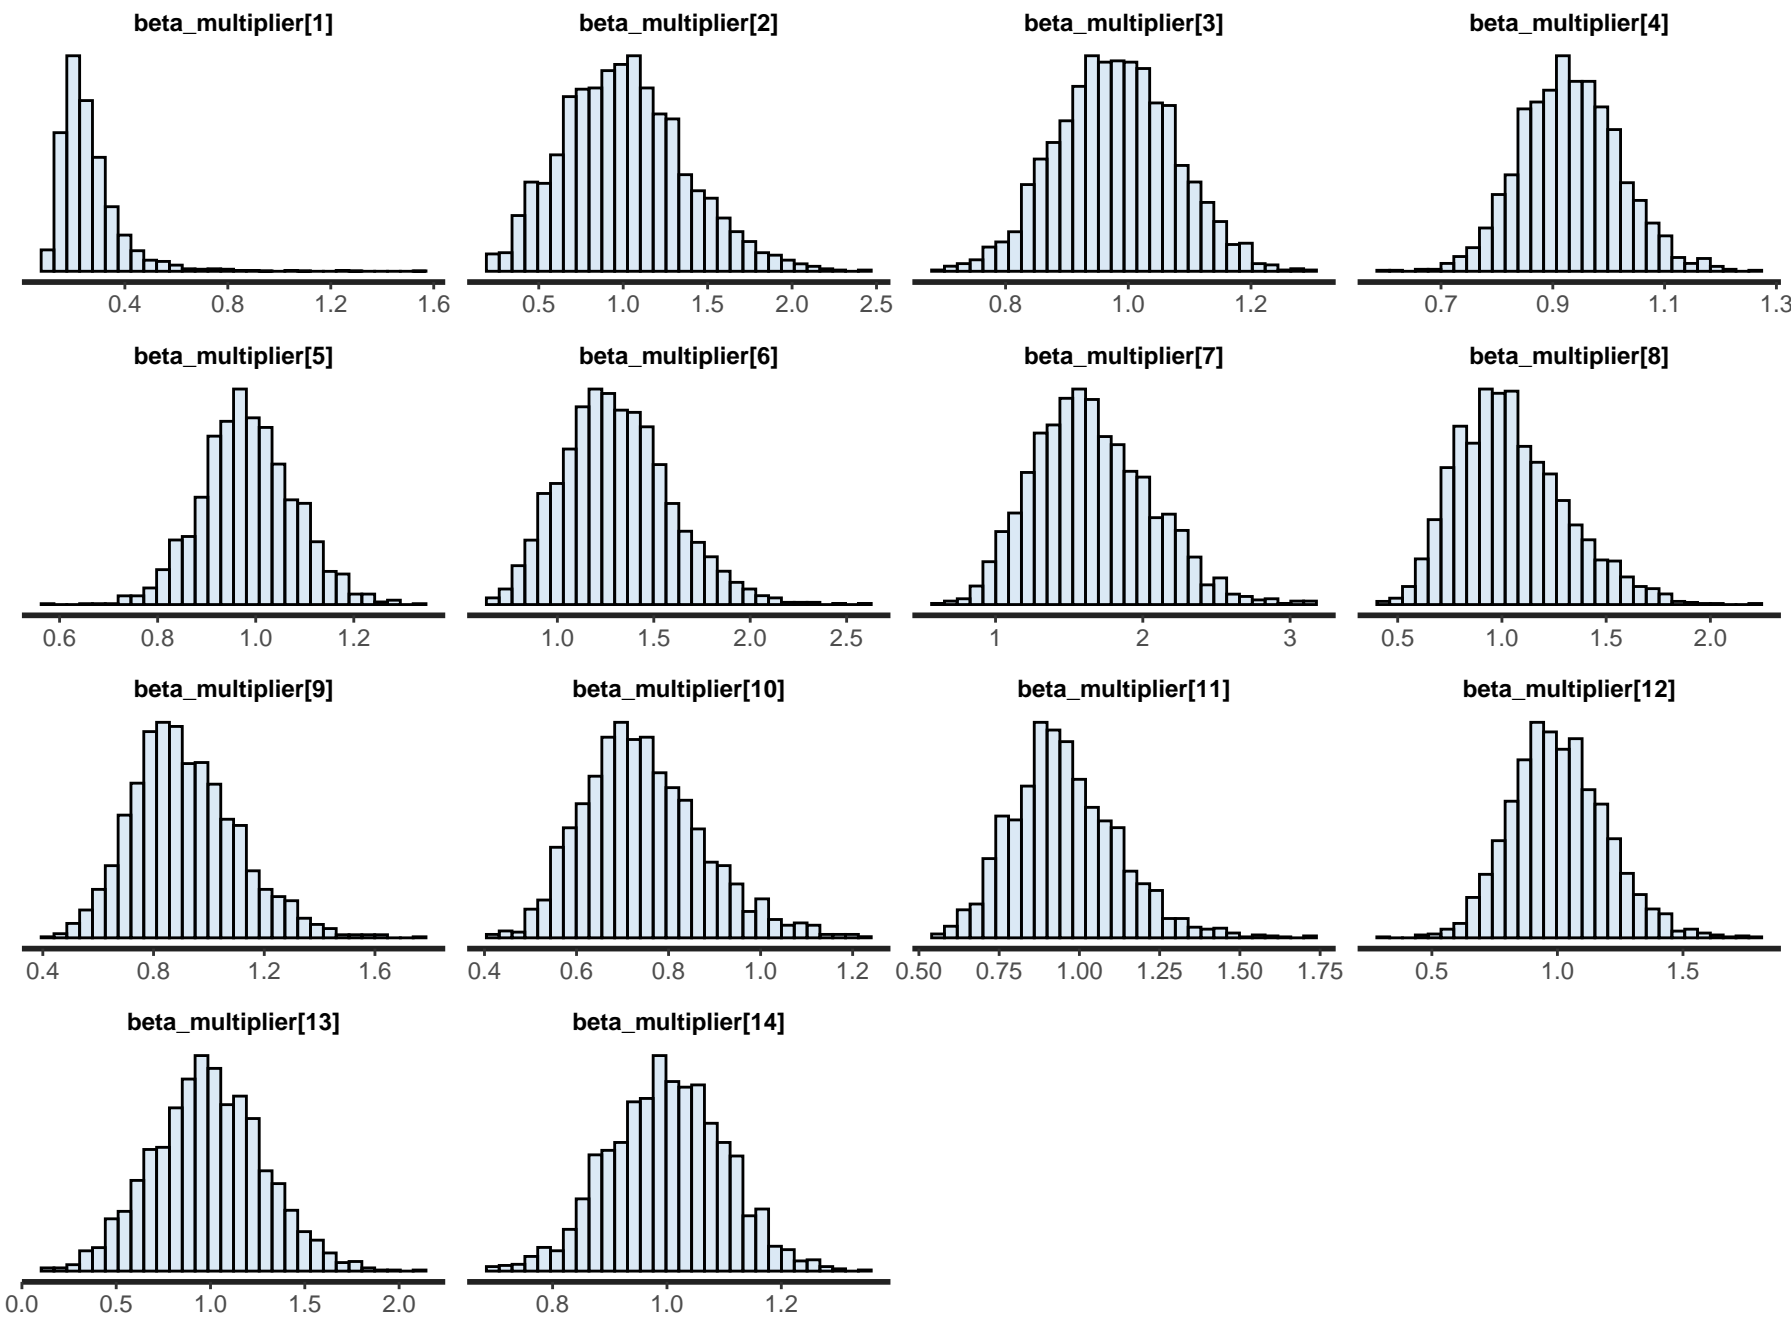 beta_multiplier[1] beta_multiplier[2] beta_multiplier[3] beta_multiplier[4]
0.4 0.8 1.2 1.6 0.5 1.0 1.5 2.0 2.5 0.8 1.0 1.2 0.7 0.9 1.1 1.3
beta_multiplier[5] beta_multiplier[6] beta_multiplier[7] beta_multiplier[8]
0.6 0.8 1.0 1.2 1.0 1.5 2.0 2.5 1 2 3 0.5 1.0 1.5 2.0
beta_multiplier[9] beta_multiplier[10] beta_multiplier[11] beta_multiplier[12]
0.4 0.8 1.2 1.6 0.4 0.6 0.8 1.0 1.2 0.50 0.75 1.00 1.25 1.50 1.75 0.5 1.0 1.5
beta_multiplier[13] beta_multiplier[14]
0.0 0.5 1.0 1.5 2.0 0.8 1.0 1.2